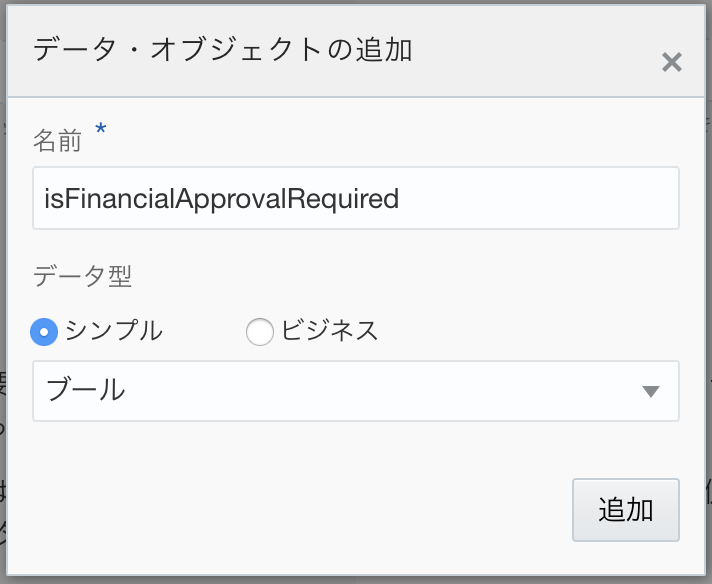 データ・オブジェクトの追加
×
名前 *
isFinancialApprovalRequired
データ型
シンプル ビジネス
ブール
追加